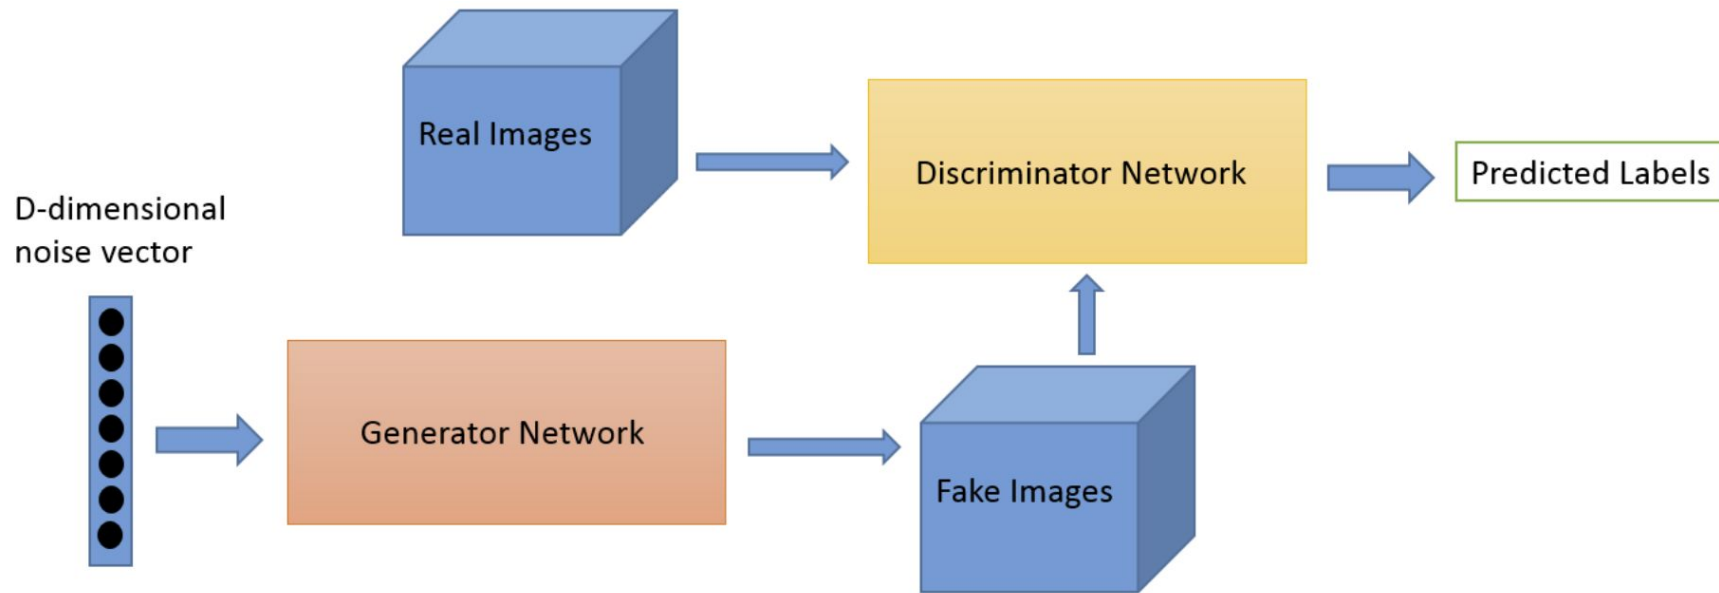 Real Images
Discriminator Network
Predicted Labels
D-dimensional
noise vector
Generator Network
Fake Images